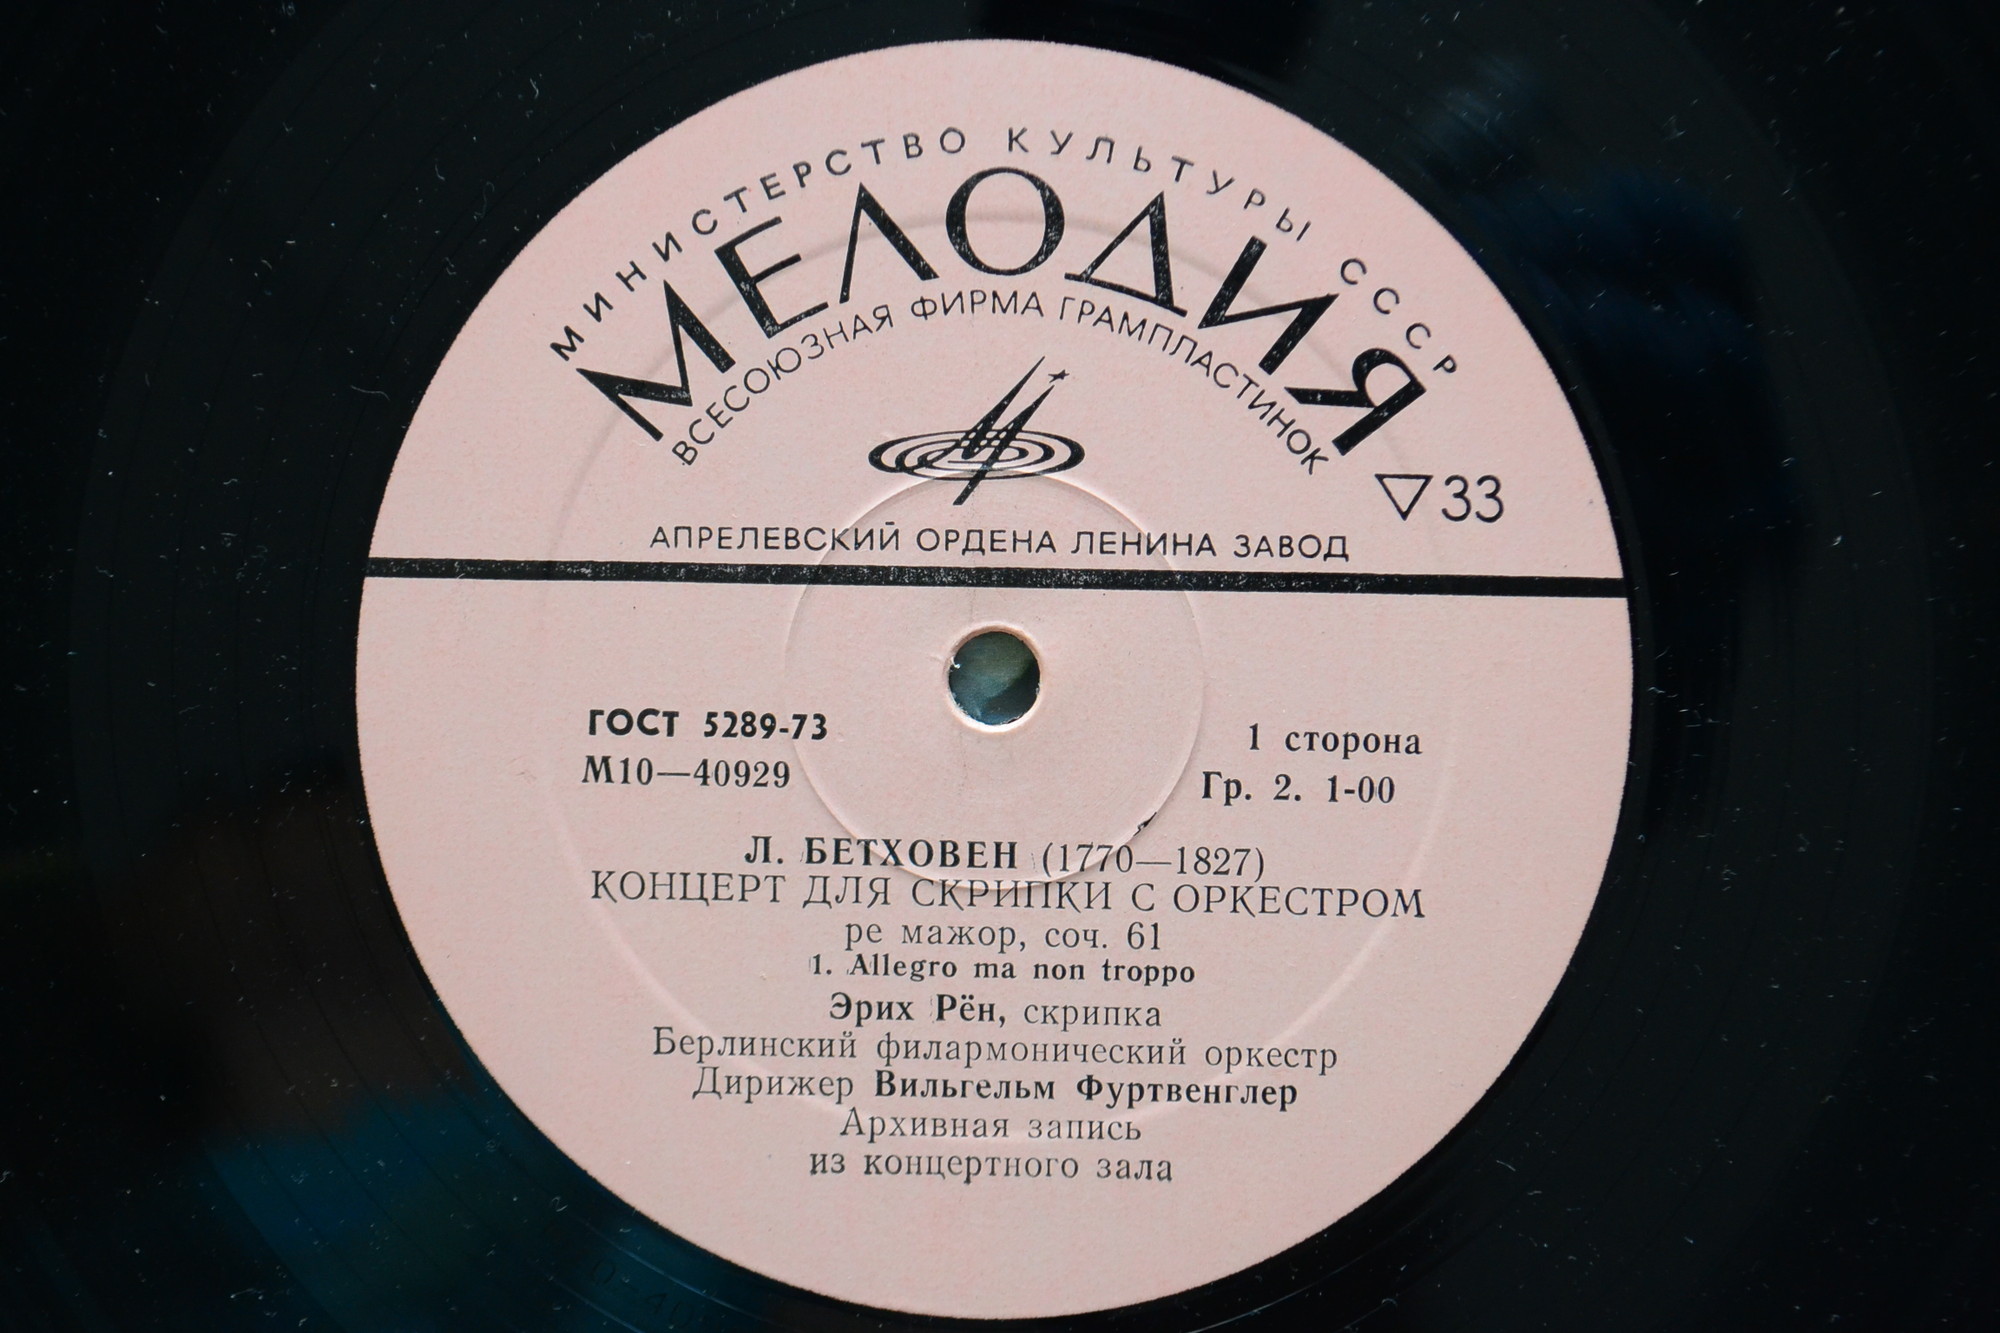 МИНИСТЕРСТВО КУЛЬТУРЫ СССР
МЕЛОДИЯ
ВСЕСОЮЗНАЯ ФИРМА ГРАМПЛАСТИНОК
33
АПРЕЛЕВСКИЙ ОРДЕНА ЛЕНИНА ЗАВОД
ГОСТ 5289-73
М10—40929
1 сторона
Гр. 2. 1-00
Л. БЕТХОВЕН (1770—1827)
КОНЦЕРТ ДЛЯ СКРИПКИ С ОРКЕСТРОМ
ре мажор, соч. 61
1. Allegro ma non troppo
Эрих Рён, скрипка
Берлинский филармонический оркестр
Дирижер Вильгельм Фуртвенглер
Архивная запись
из концертного зала